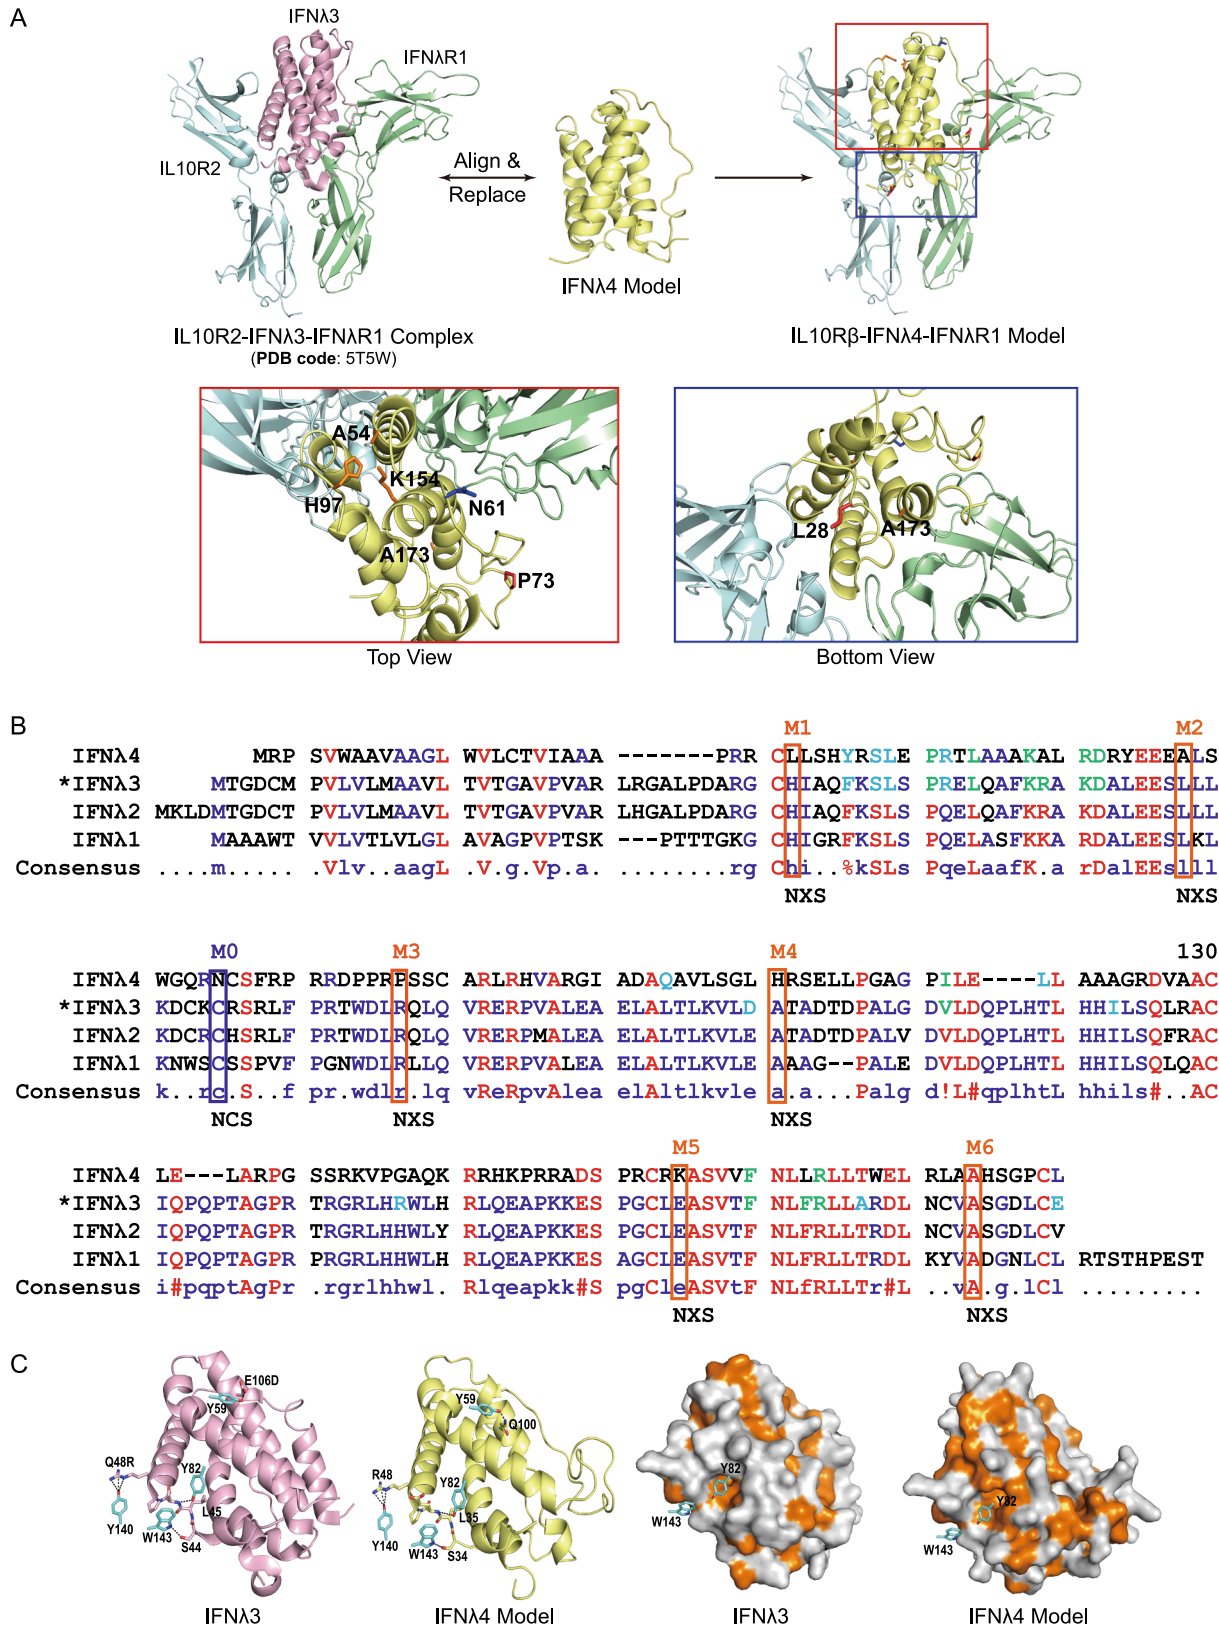 A
IFNλ3
IFNλR1
IL10R2
Align &
Replace
IFNλ4 Model
IL10R2-IFNλ3-IFNλR1 Complex
(PDB code: 5T5W)
IL10Rβ-IFNλ4-IFNλR1 Model
A54
K154
H97
N61
A173
P73
Top View
L28
A173
Bottom View
B
M1 M2
IFNλ4 MRP SVWAAVAAGL WVLCTVIAAA ------PRR CLLSHYRSLE PRTLAAAKAL RDRYEEEALS
*IFNλ3 MTGDCMP VLVLMAAVL TVTGAVPVAR LRGALPDARG CHIAQFKSLS PRELQAFKRA KDALEESLLL
IFNλ2 MKLDMTGDCT PVLVLMAAVL TVTGAVPVAR LHGALPDARG CHIAQFKSLS PQELQAFKRA KDALEESLLL
IFNλ1 MAAAWT VVLVTLVLGL AVAGPVPTSK ---PTTTGKG CHIGRFKSLS PQELASFKKA RDALEESLKL
Consensus ....m..... .Vlv..aagL .V.g.Vp.a. ........rg Chi..%kSLs PqeLaafK.a rDalEEslll
NXS NXS
M0 M3 M4 130
IFNλ4 WGQRNCSFRP RRDPPRPSSC ARLRHVARGI ADAQAVLSGL HRSELLPGAG PILE----LL AAAGRDVAAC
*IFNλ3 KDCKCRSRLF PRTWDLRQLQ VRERPVALEA ELALTLKVLD ATADTDPALG DVLDQPLHTL HHILSQLRAC
IFNλ2 KDCRCHSRLF PRTWDLRQLQ VRERPMALEA ELALTLKVLE ATADTDPALV DVLDQPLHTL HHILSQFRAC
IFNλ1 KNWSCSSPVF PGNWDLRLLQ VRERPVALEA ELALTLKVLE AAAG--PALE DVLDQPLHTL HHILSQLQAC
Consensus k..rc.S..f pr.wdlr.lqv vReRpvAlea elAltlkvle a.a...Palg d!L#qplhtL hhils#..AC
NCS NXS NXS
M5 M6
IFNλ4 LE---LARPG SSRKVPGAQK RRHKPRRADS PRCRKASVVF NLLRLLTWEL RLAAHSGPCL
*IFNλ3 IQPQPTAGPR TRGRLHRWLH RLQEAPKKES PGCLEASVTF NLFRLLARDL NCVASGDLCE
IFNλ2 IQPQPTAGPR TRGRLHHWLY RLQEAPKKES PGCLEASVTF NLFRLLTRDL NCVASGDLCV
IFNλ1 IQPQPTAGPR PRGRLHHWLH RLQEAPKKES AGCLEASVTF NLFRLLTRDL KYVADGNLCL RTSTHPEST
Consensus i#pqptAgPr .rgrlhhwl. Rlqeapkk#S pgCleASVtF NLfRLLTr#L ..vA.g.lCl .........
NXS NXS
C
E106D
Y59
Q48R
Y82
L45
Y140
W143
S44
IFNλ3
Y59
Q100
R48
Y82
L35
Y140
W143
S34
IFNλ4 Model
Y82
W143
IFNλ3
Y82
W143
IFNλ4 Model